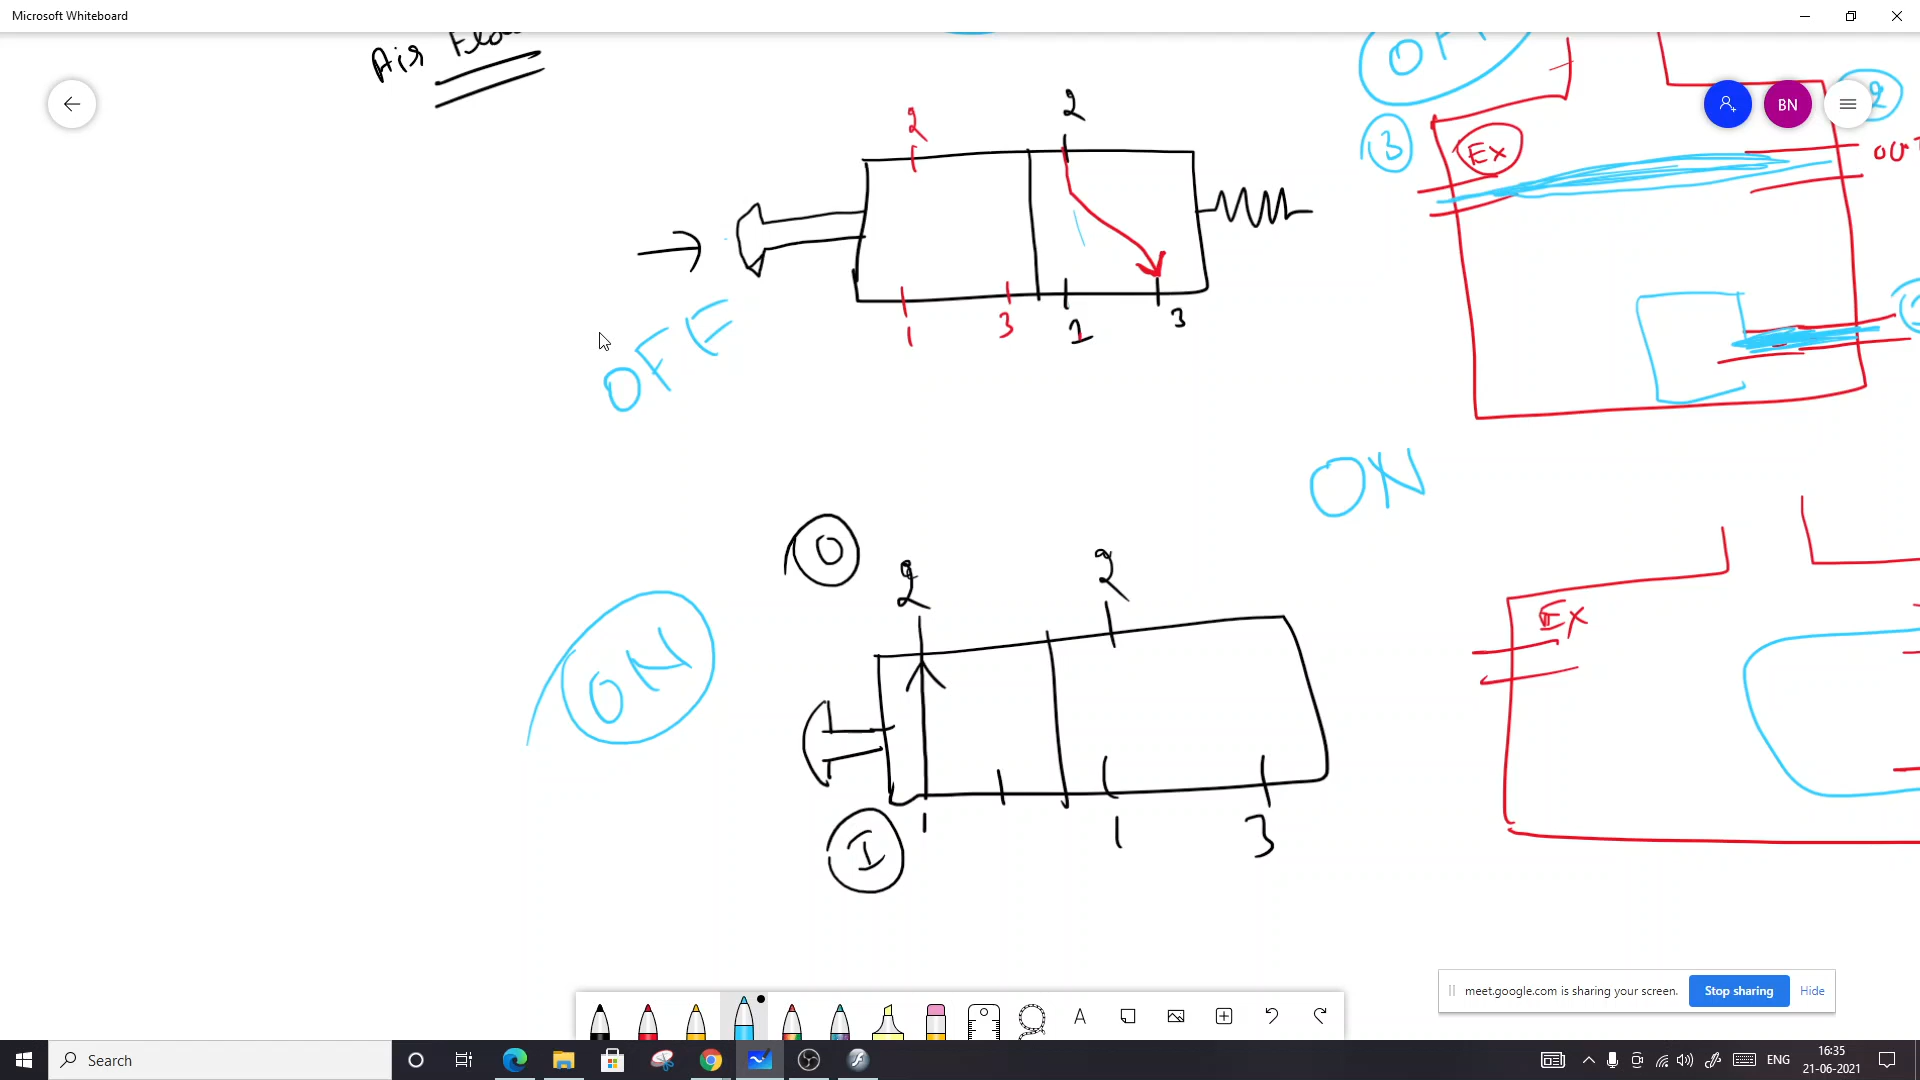 Microsoft Whiteboard
Air
2
2
OFF
3
Ex
BN
2
OUT
1
3
1
3
OFF
ON
O
2
2
ON
Ex
1
1
3
I
meet.google.com is sharing your screen.
Stop sharing
Hide
A
Search
ENG
16:35
21-06-2021